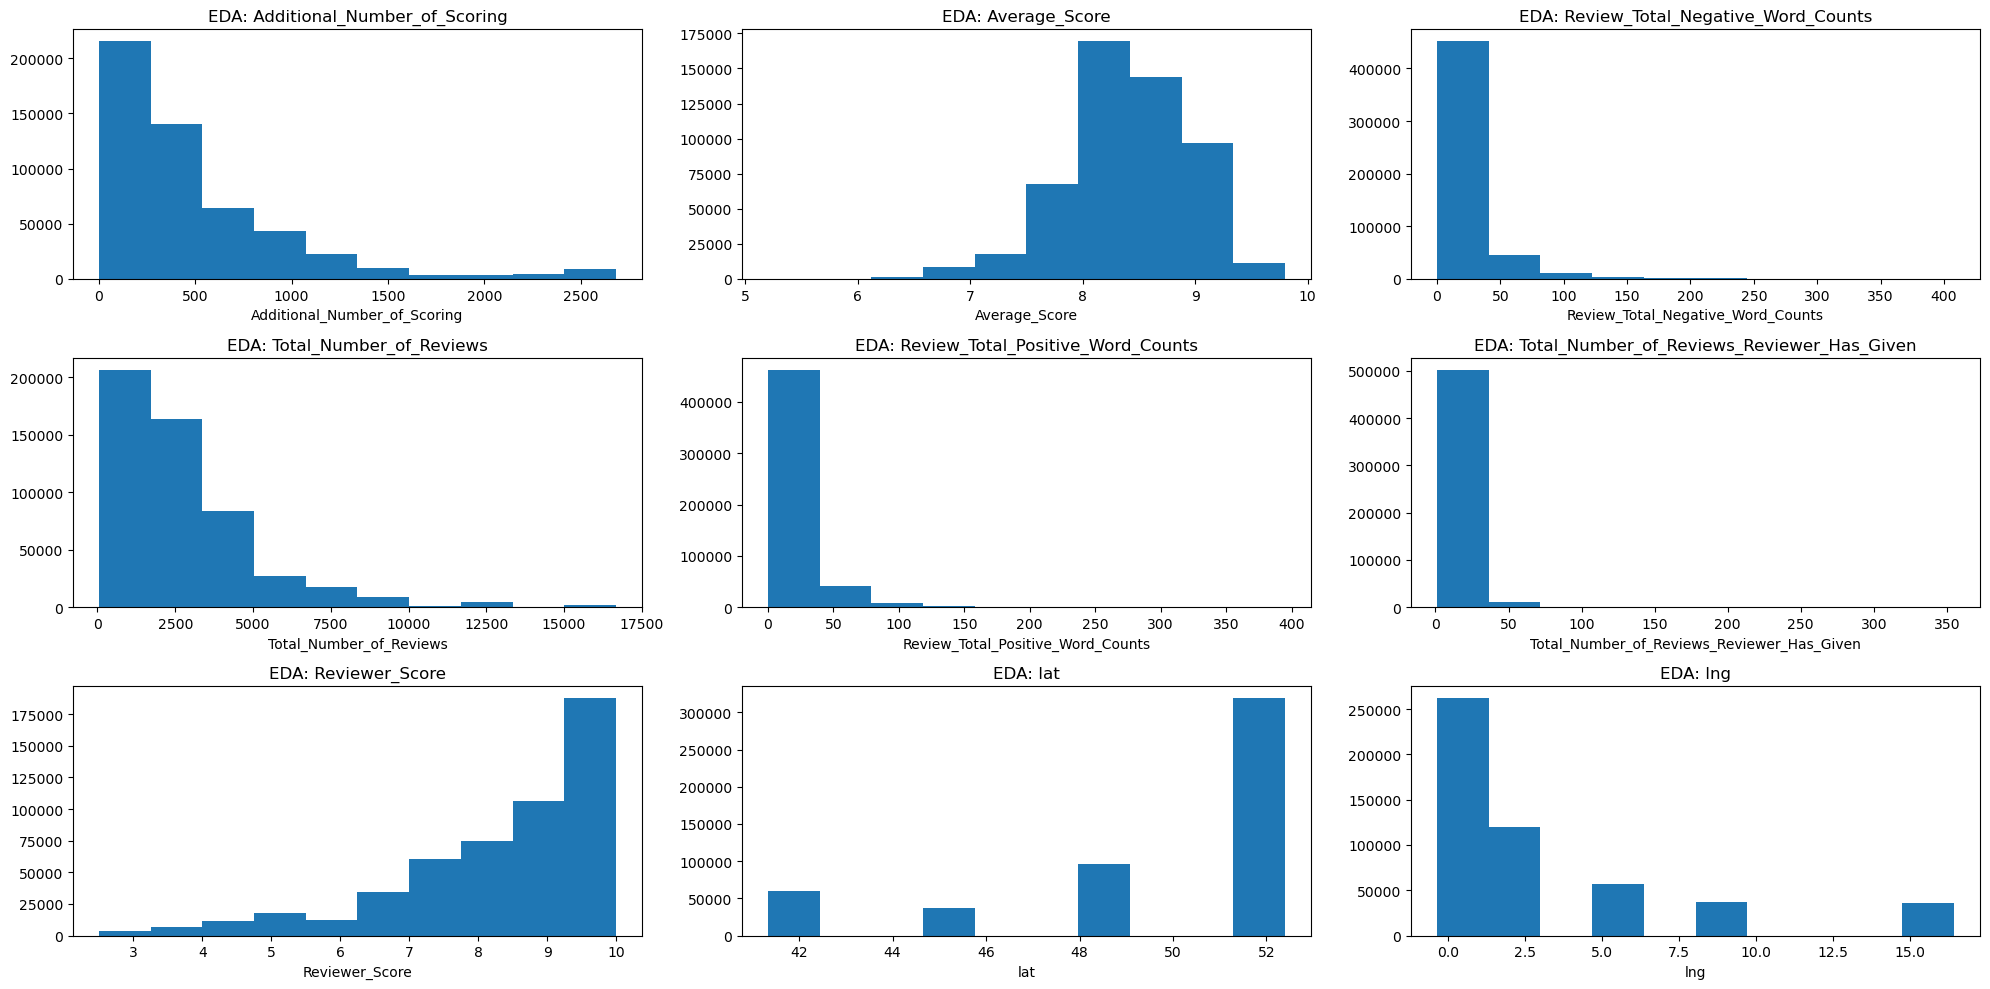 EDA: Additional_Number_of_Scoring
200000
150000
100000
50000
0
0 500 1000 1500 2000 2500
Additional_Number_of_Scoring
EDA: Average_Score
175000
150000
125000
100000
75000
50000
25000
0
5 6 7 8 9 10
Average_Score
EDA: Review_Total_Negative_Word_Counts
400000
300000
200000
100000
0
0 50 100 150 200 250 300 350 400
Review_Total_Negative_Word_Counts
EDA: Total_Number_of_Reviews
200000
150000
100000
50000
0
0 2500 5000 7500 10000 12500 15000 17500
Total_Number_of_Reviews
EDA: Review_Total_Positive_Word_Counts
400000
300000
200000
100000
0
0 50 100 150 200 250 300 350 400
Review_Total_Positive_Word_Counts
EDA: Total_Number_of_Reviews_Reviewer_Has_Given
500000
400000
300000
200000
100000
0
0 50 100 150 200 250 300 350
Total_Number_of_Reviews_Reviewer_Has_Given
EDA: Reviewer_Score
175000
150000
125000
100000
75000
50000
25000
0
3 4 5 6 7 8 9 10
Reviewer_Score
EDA: lat
300000
250000
200000
150000
100000
50000
0
42 44 46 48 50 52
lat
EDA: lng
250000
200000
150000
100000
50000
0
0.0 2.5 5.0 7.5 10.0 12.5 15.0
lng